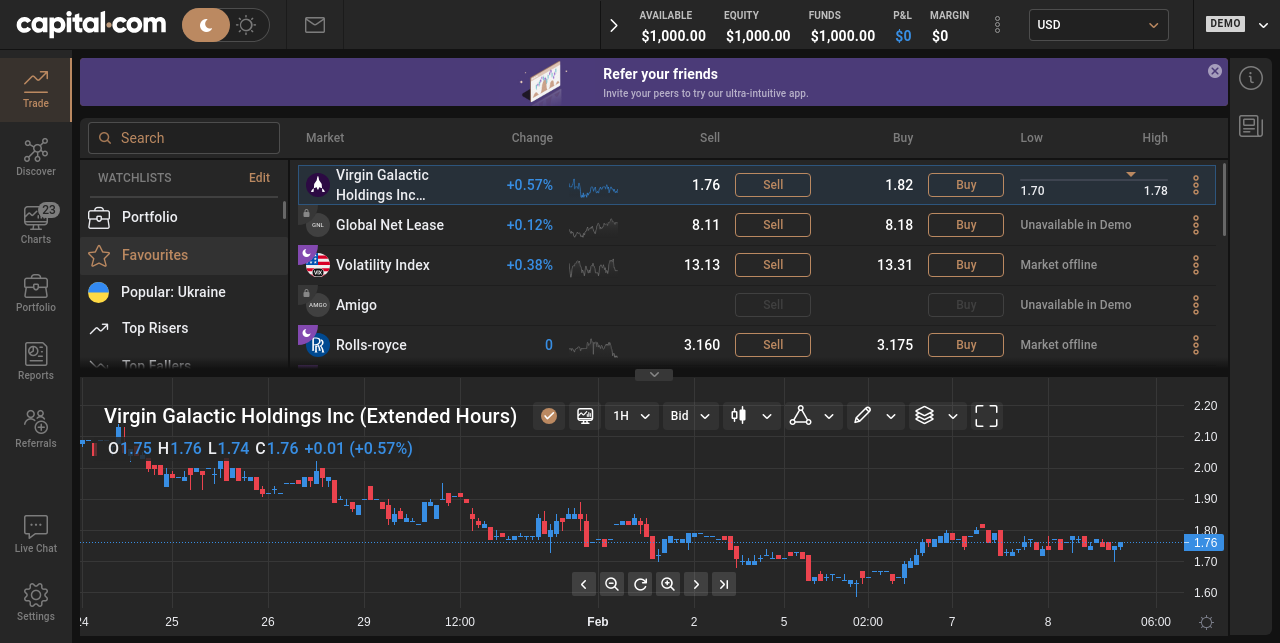 capital.com
AVAILABLE EQUITY FUNDS P&L MARGIN
$1,000.00 $1,000.00 $1,000.00 $0 $0
USD
DEMO
Trade
Discover
23
Charts
Portfolio
Reports
Referrals
Live Chat
Settings
Refer your friends
Invite your peers to try our ultra-intuitive app.
Search
WATCHLISTS Edit
Portfolio
Favourites
Popular: Ukraine
Top Risers
Top Fallers
Market Change Sell Buy Low High
Virgin Galactic
Holdings Inc... +0.57% 1.76 Sell 1.82 Buy 1.70 1.78
GNL Global Net Lease +0.12% 8.11 Sell 8.18 Buy Unavailable in Demo
VIX Volatility Index +0.38% 13.13 Sell 13.31 Buy Market offline
AMGO Amigo Sell Buy Unavailable in Demo
Rolls-royce 0 3.160 Sell 3.175 Buy Market offline
Virgin Galactic Holdings Inc (Extended Hours) 1H Bid
O 1.75 H 1.76 L 1.74 C 1.76 +0.01 (+0.57%)
2.20
2.10
2.00
1.90
1.80
1.76
1.70
1.60
24 25 26 29 12:00 Feb 2 5 02:00 7 8 06:00